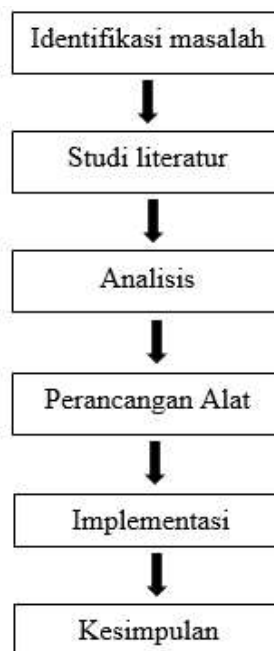 Identifikasi masalah
Studi literatur
Analisis
Perancangan Alat
Implementasi
Kesimpulan